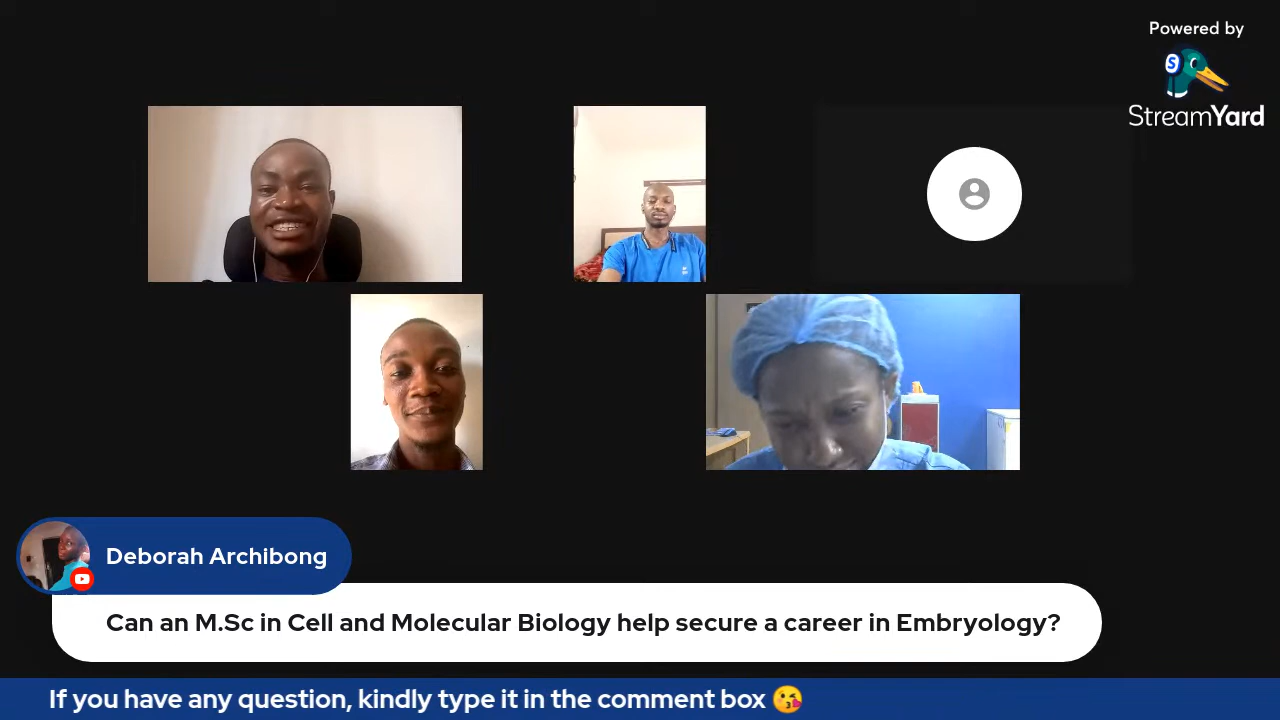 Powered by
StreamYard
Deborah Archibong
Can an M.Sc in Cell and Molecular Biology help secure a career in Embryology?
If you have any question, kindly type it in the comment box 😘